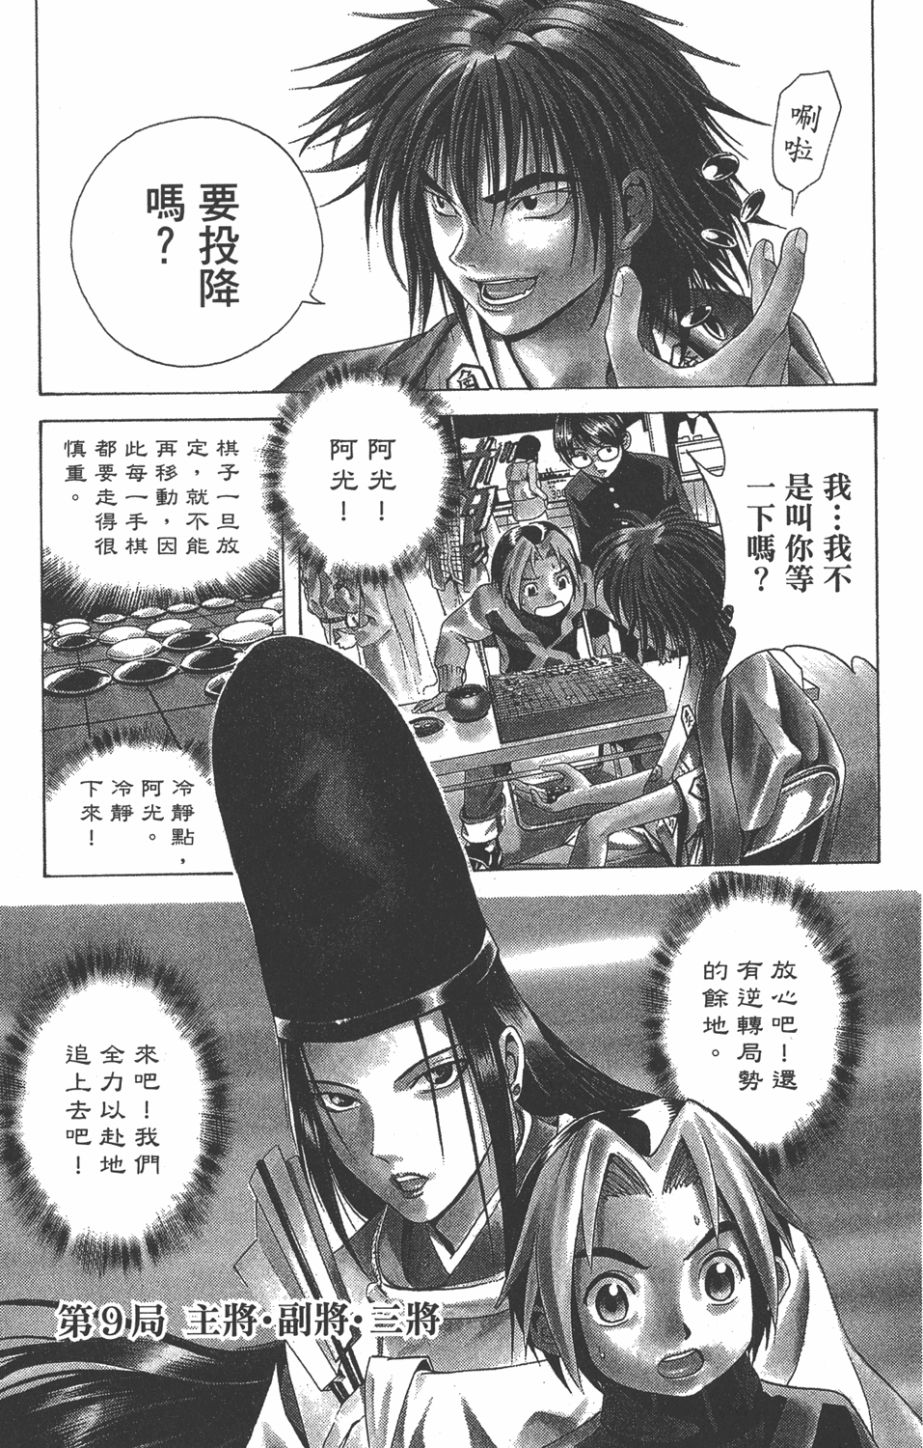 唰
啦
要投降
嗎？
我…我不
是叫你等
一下嗎？
阿光！
阿光！
棋子一旦放
定，就不能
再移動，因
此每一手棋
都要走得很
慎重。
冷靜點，
阿光。
冷靜
下來！
放心吧！還
有逆轉局勢
的餘地。
來吧！我們
全力以赴地
追上去吧！
第9局 主將·副將·三將